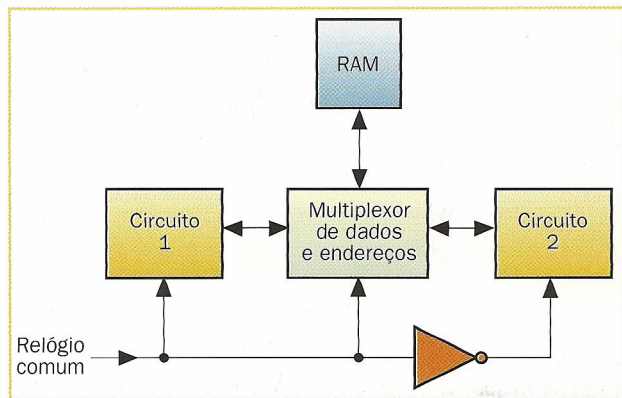 RAM
Circuito
1
Multiplexor
de dados
e endereços
Circuito
2
Relógio
comum